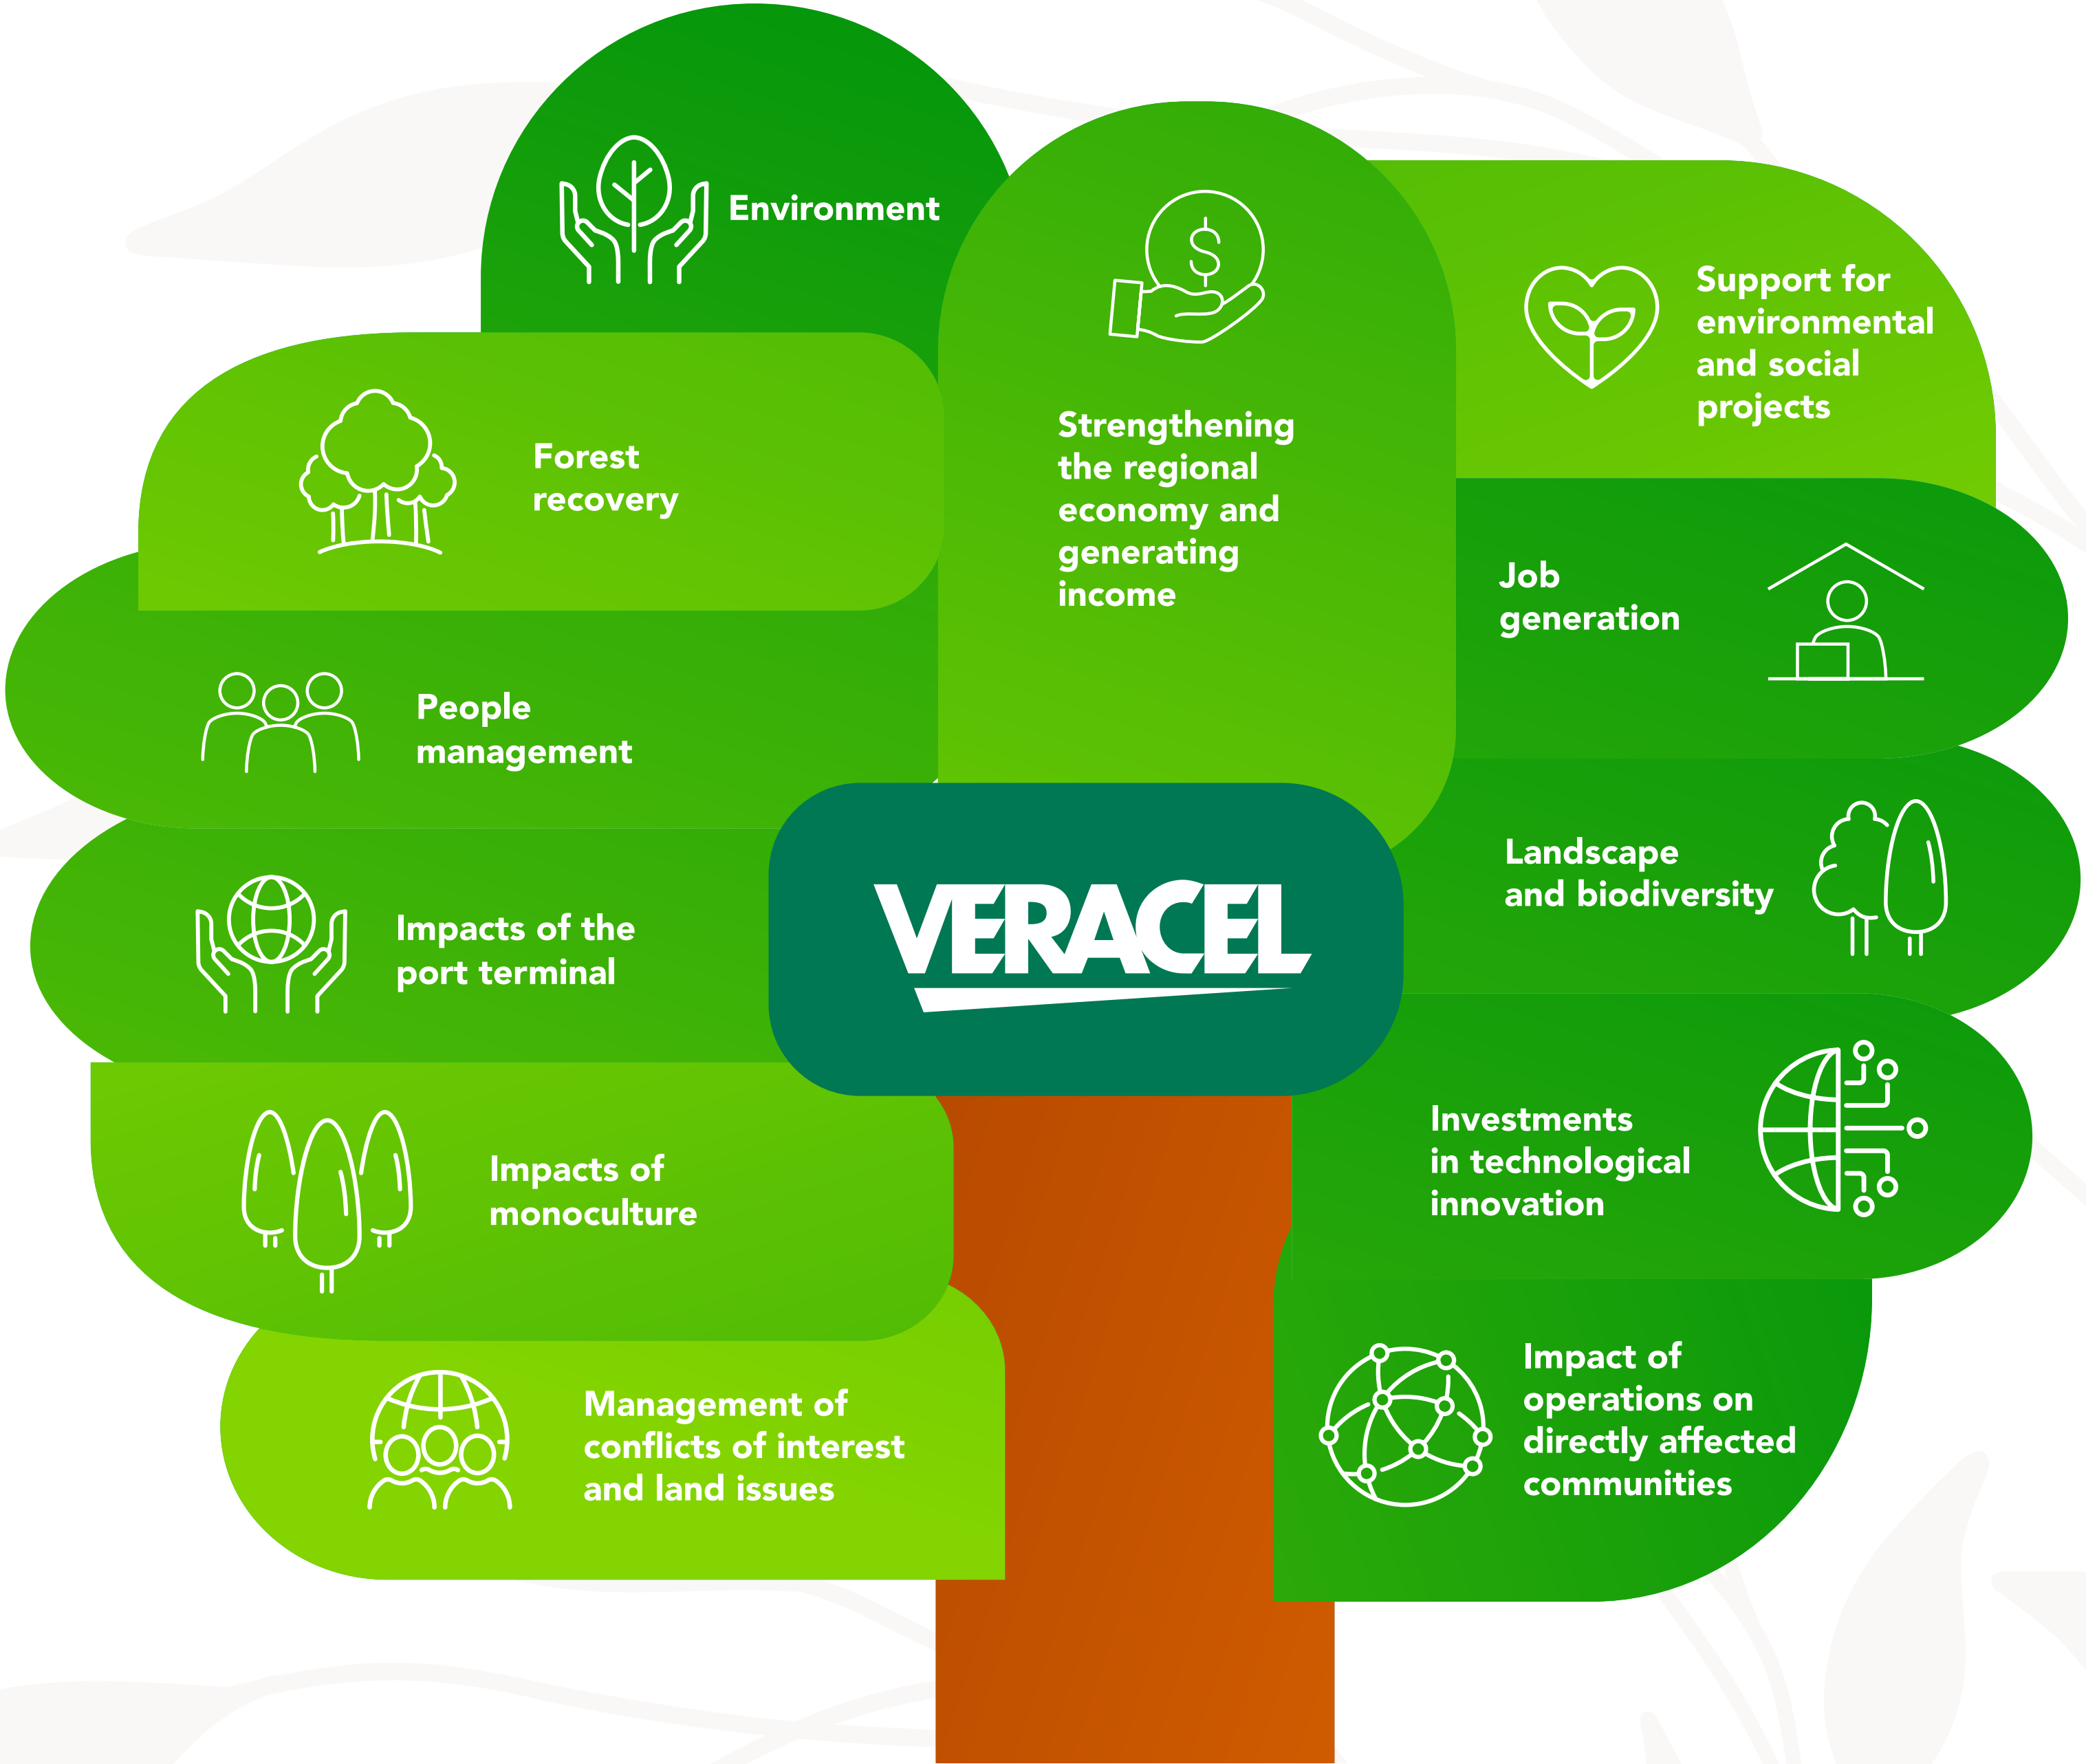 Environment
Strengthening
the regional
economy and
generating
income
Support for
environmental
and social
projects
Forest
recovery
Job
generation
People
management
Landscape
and biodiversity
Impacts of the
port terminal
VERACEL
Investments
in technological
innovation
Impacts of
monoculture
Impact of
operations on
directly affected
communities
Management of
conflicts of interest
and land issues